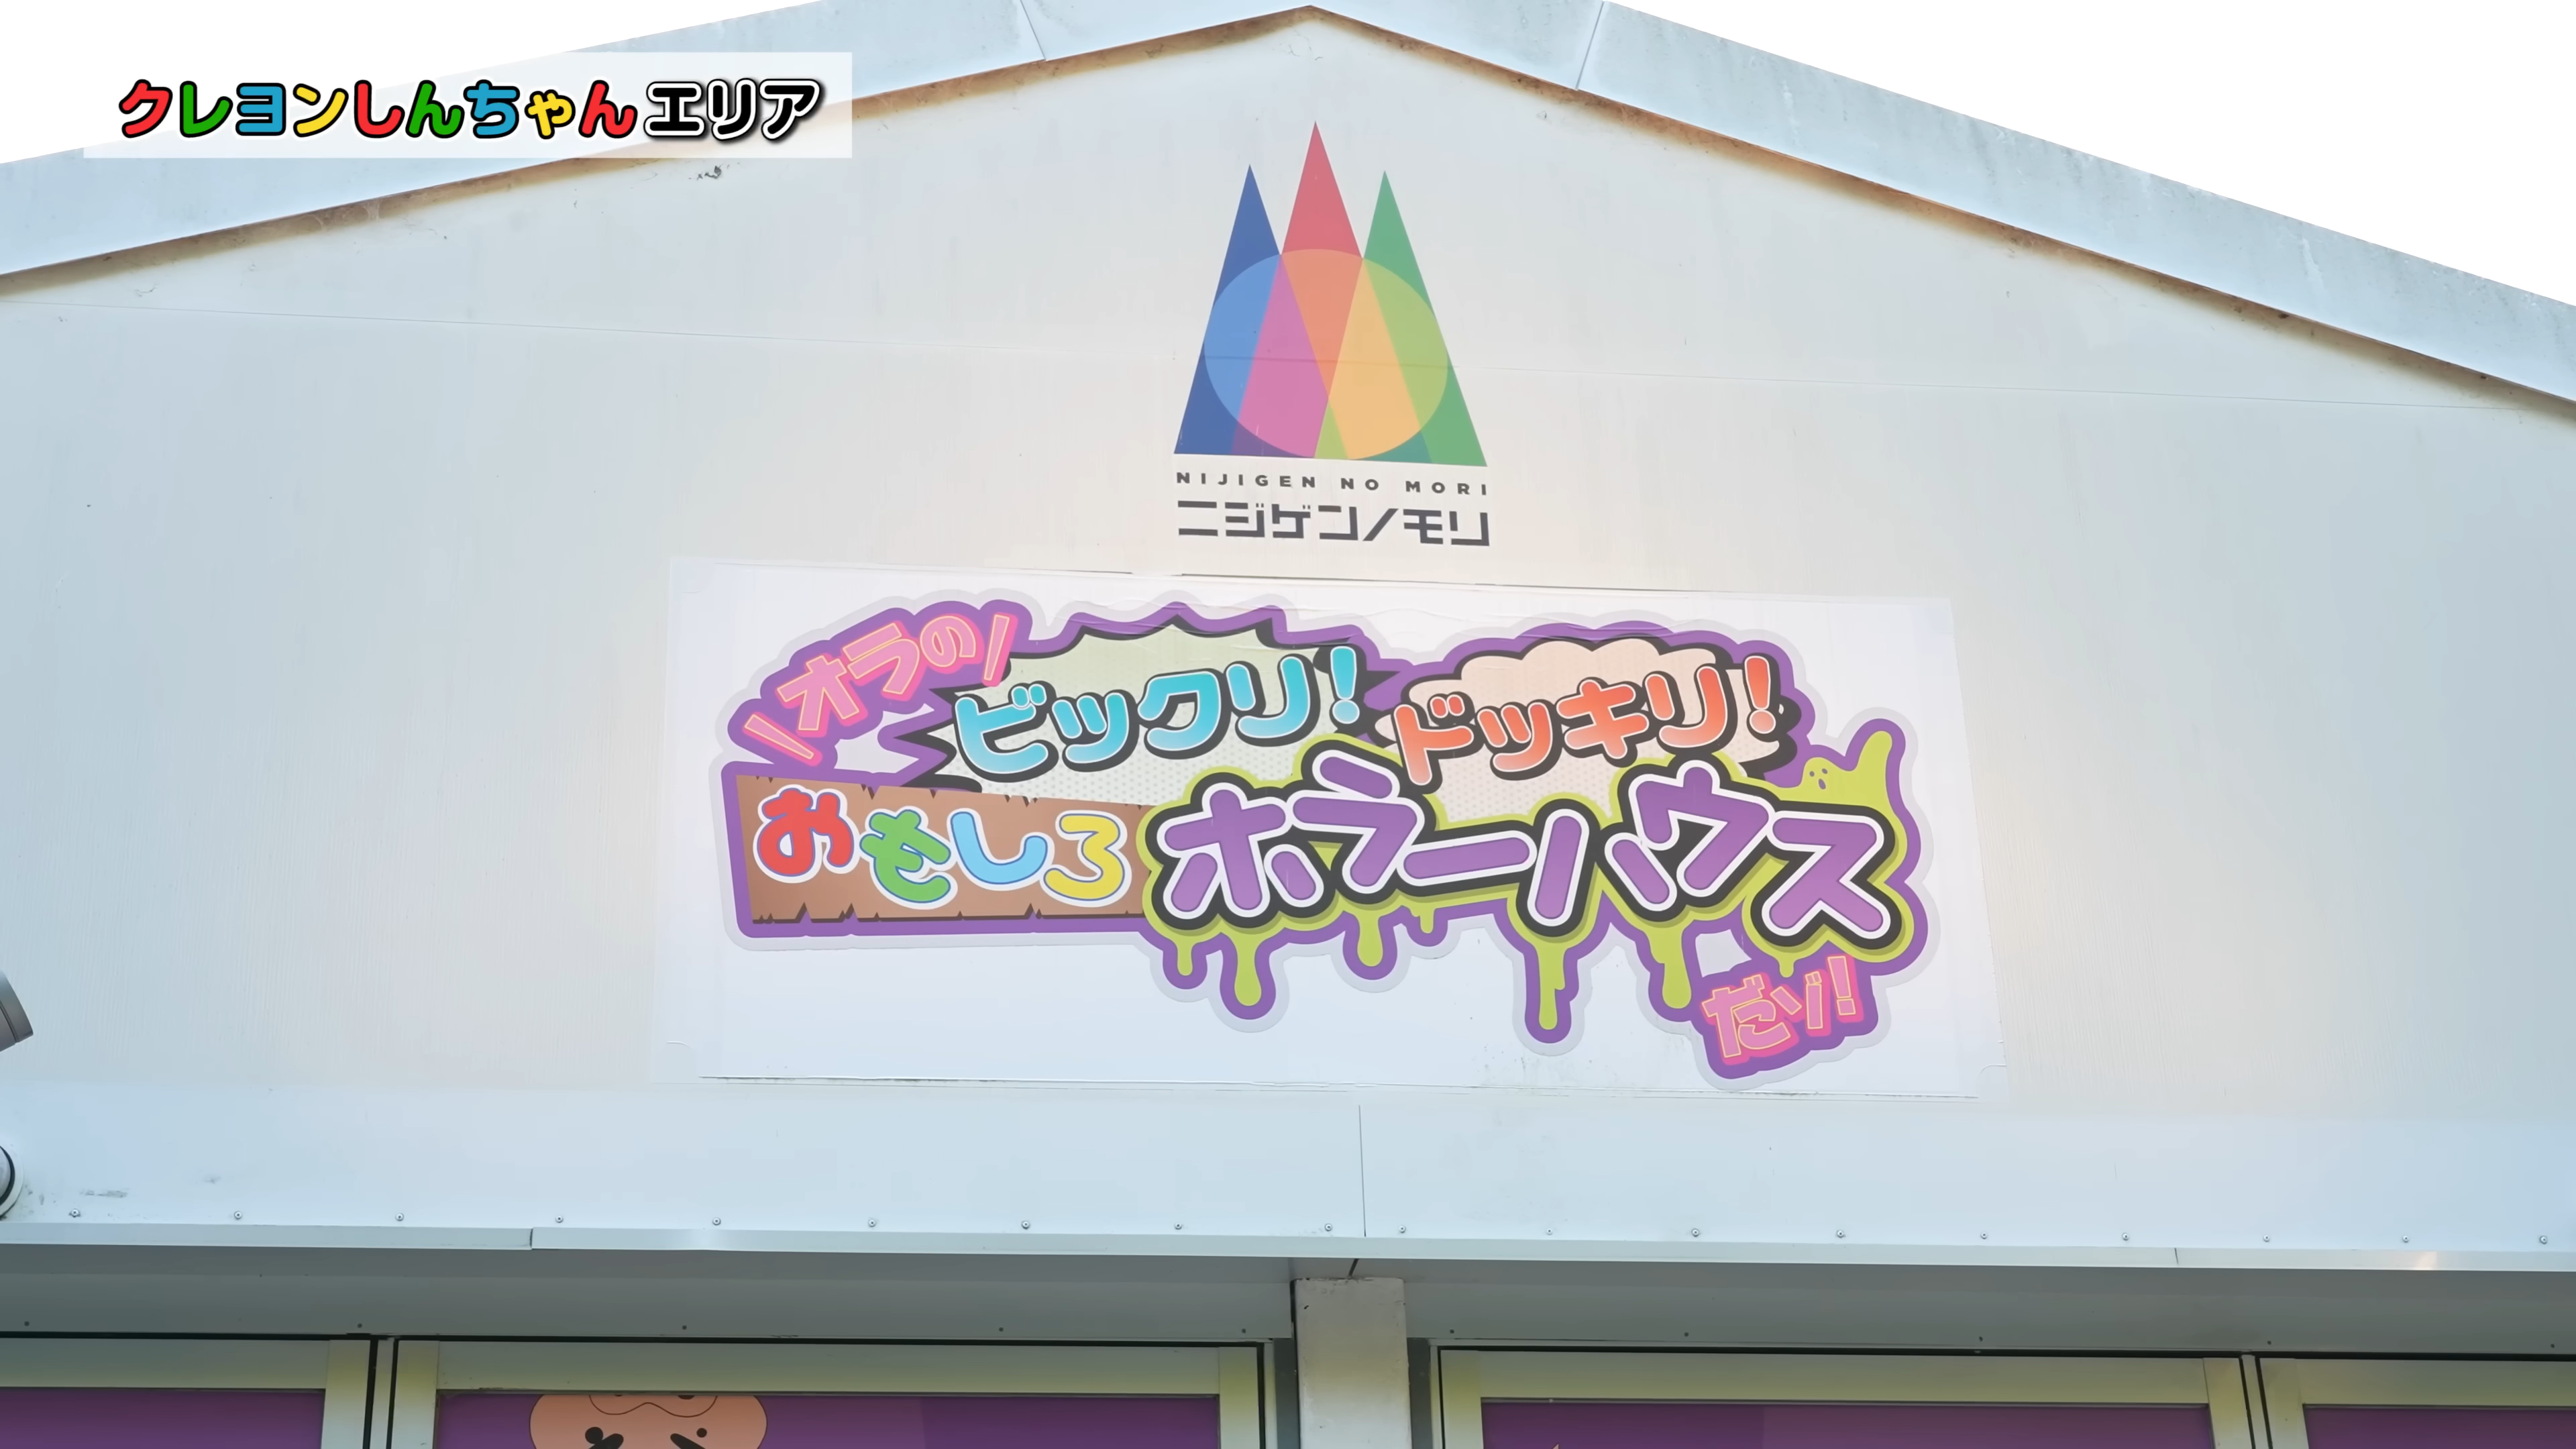 クレヨンしんちゃんエリア
NIJIGEN NO MORI
ニジゲンノモリ
オラの
ビックリ! ドッキリ!
おもしろホラーハウス
だゾ!